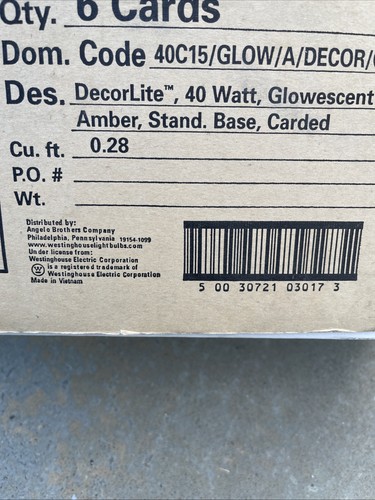 Qty. 6 Cards
Dom. Code 40C15/GLOW/A/DECOR/
Des. DecorLite™, 40 Watt, Glowescent
Amber, Stand. Base, Carded
Cu. ft. 0.28
P.O. #
Wt.
Distributed by:
Angelo Brothers Company
Philadelphia, Pennsylvania 19154-1099
www.westinghouselightbulbs.com
Under license from:
Westinghouse Electric Corporation
W is a registered trademark of
Westinghouse Electric Corporation
Made in Vietnam
5 00 30721 03017 3